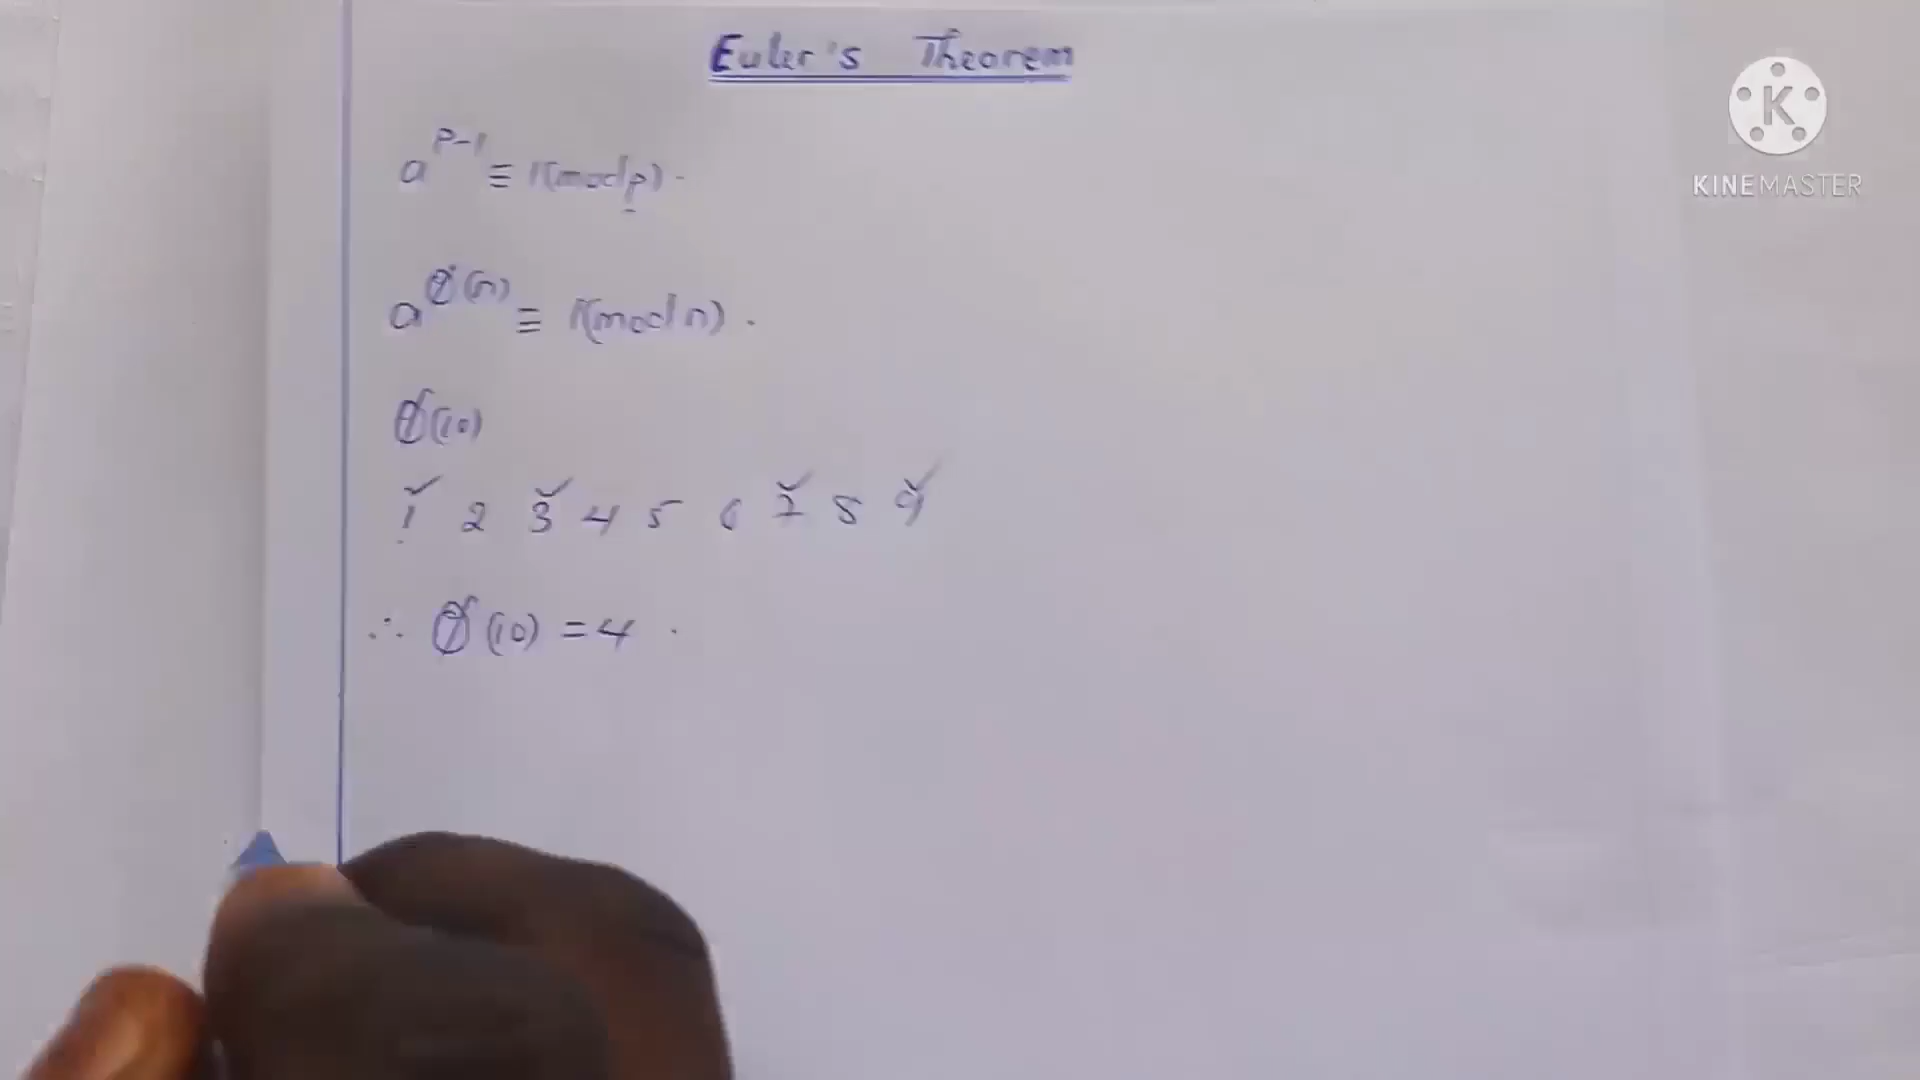 Euler's Theorem
K
KINEMASTER
a^{p-1} ≡ 1(mod p).
a^{φ(n)} ≡ 1(mod n).
φ(10)
1 2 3 4 5 6 7 8 9
∴ φ(10) = 4.